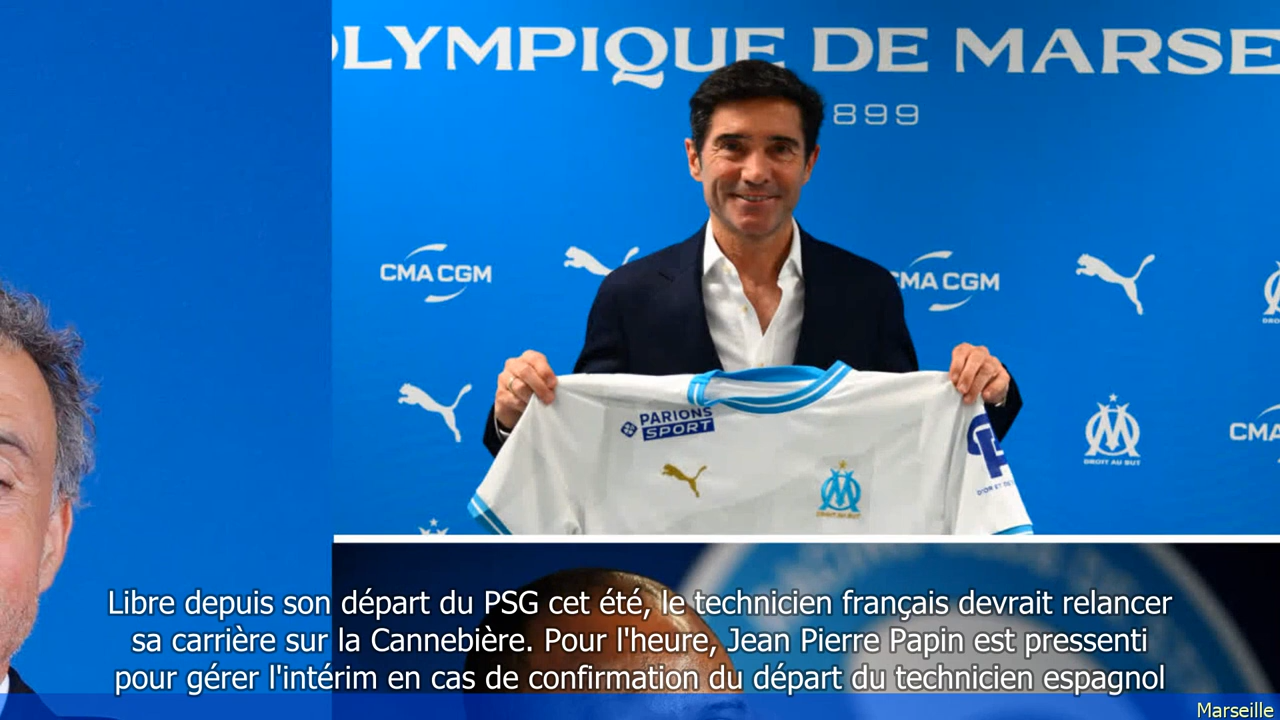 OLYMPIQUE DE MARSE
899
CMA CGM
CMA CGM
DROIT AU BUT
CMA
PARIONS
SPORT
DROIT AU BUT
Libre depuis son départ du PSG cet été, le technicien français devrait relancer
sa carrière sur la Cannebière. Pour l'heure, Jean Pierre Papin est pressenti
pour gérer l'intérim en cas de confirmation du départ du technicien espagnol
Marseille